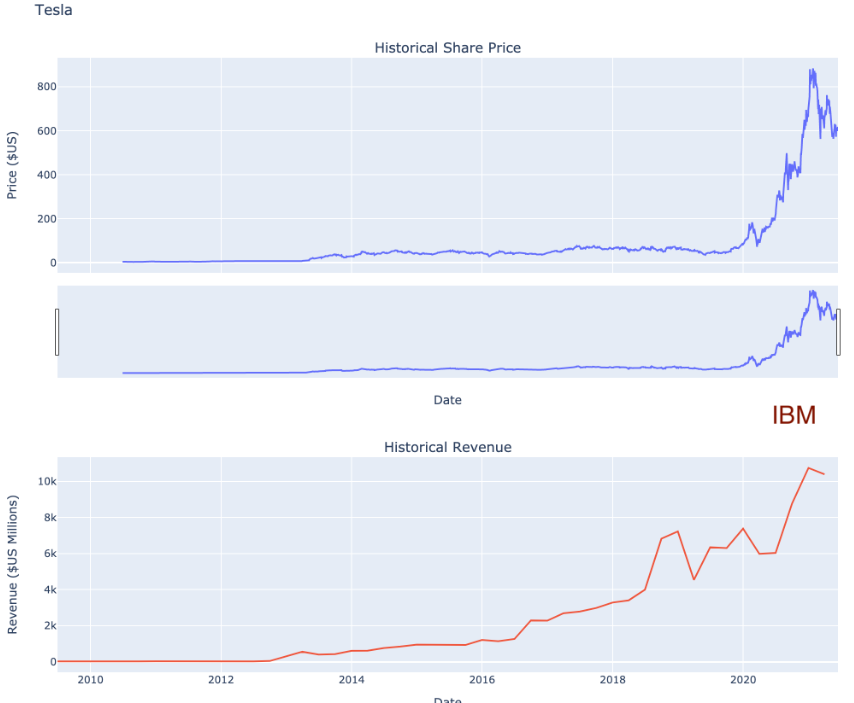 Tesla
Historical Share Price
Price ($US)
800
600
400
200
0
Date
IBM
Historical Revenue
Revenue ($US Millions)
10k
8k
6k
4k
2k
0
2010 2012 2014 2016 2018 2020
Date